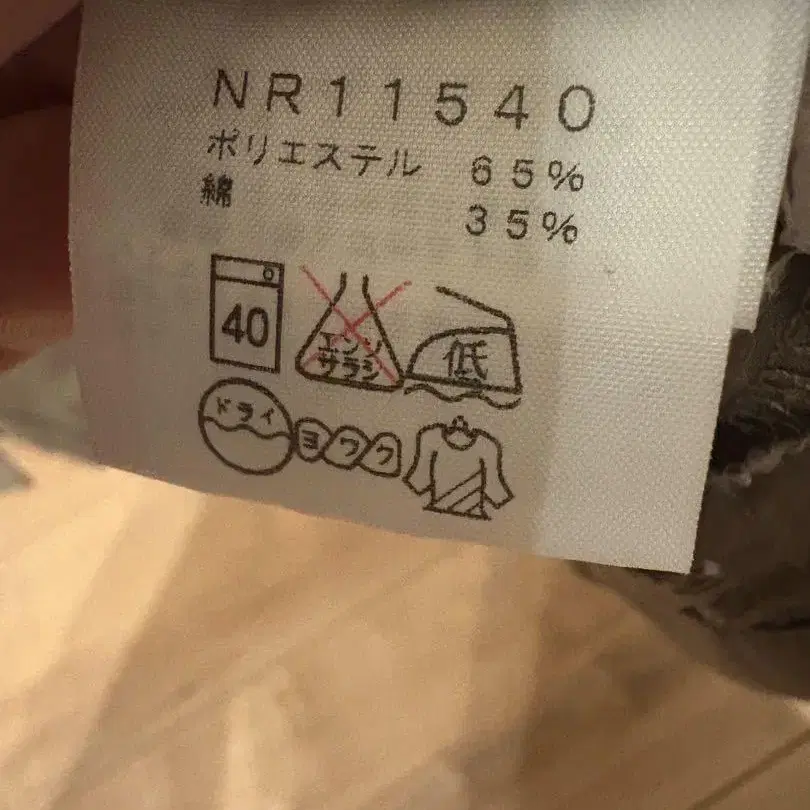 NR11540
ポリエステル 65%
綿 35%
40
エンソ
サラシ
低
ドライ
ヨワク